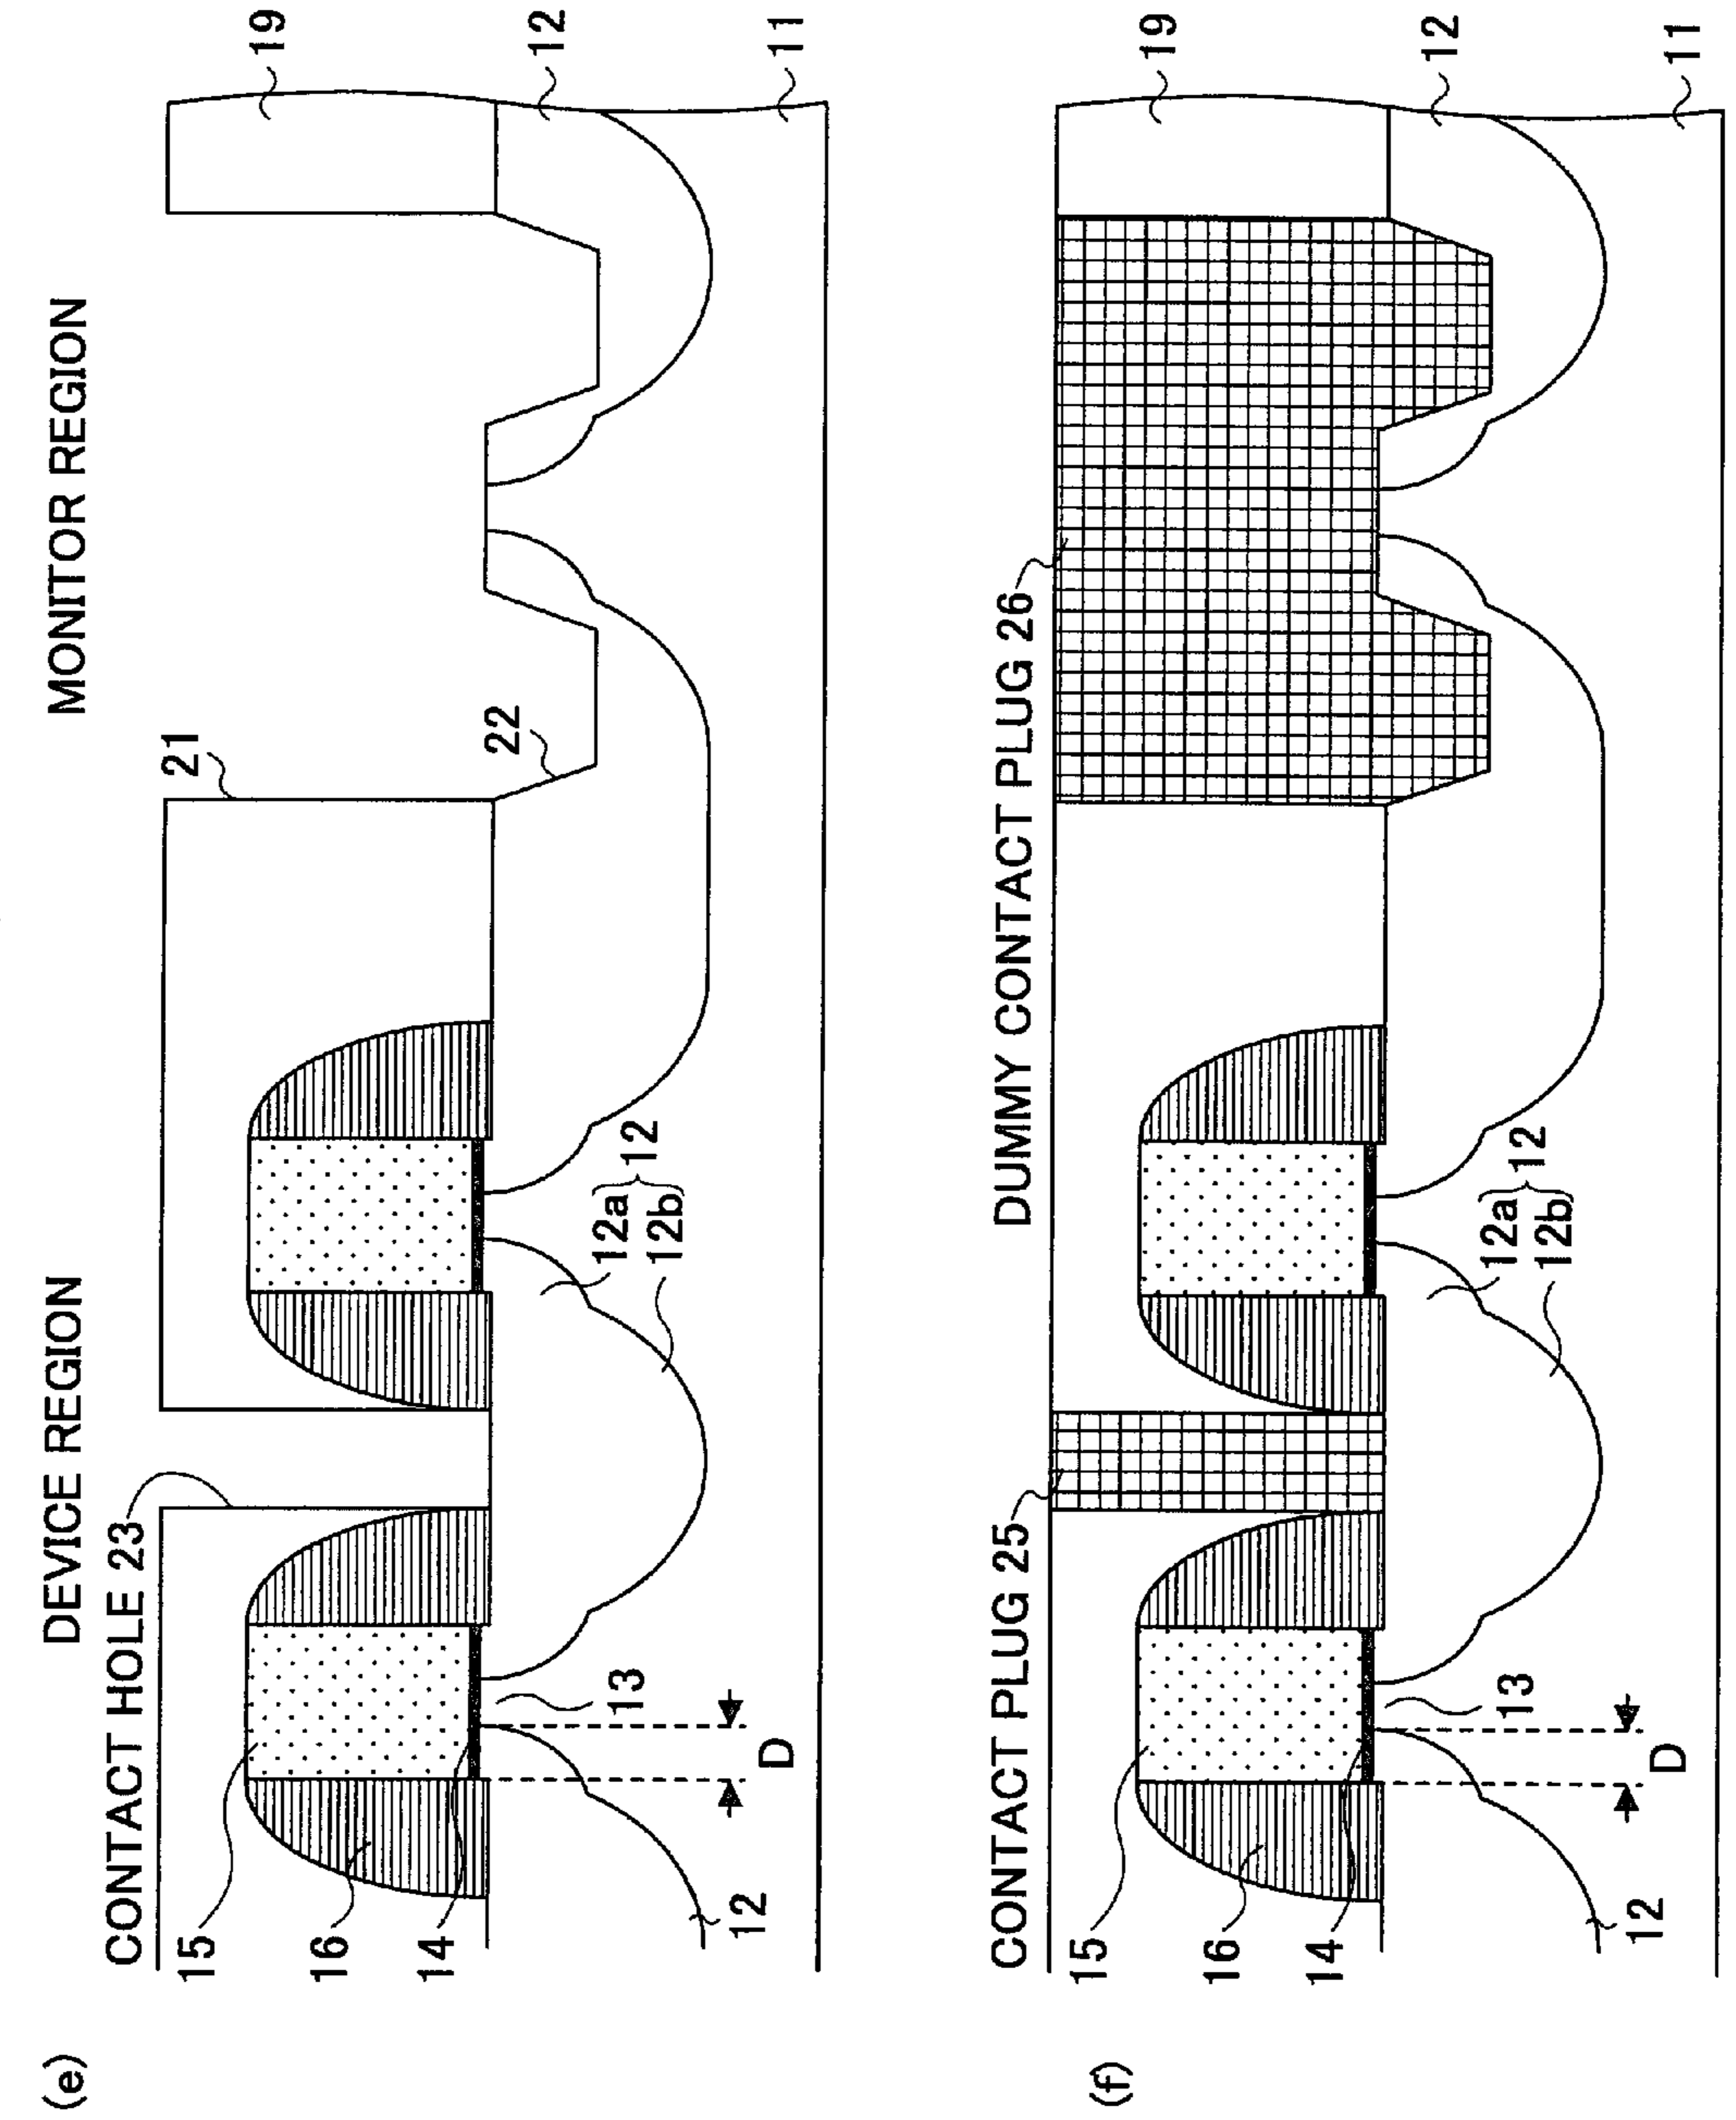 (e)
DEVICE REGION
MONITOR REGION
CONTACT HOLE 23
21
19
15
22
12
16
12a
12
12b
14
13
11
12
D
(f)
DUMMY CONTACT PLUG 26
CONTACT PLUG 25
19
15
12
16
12a
12
12b
14
13
11
12
D